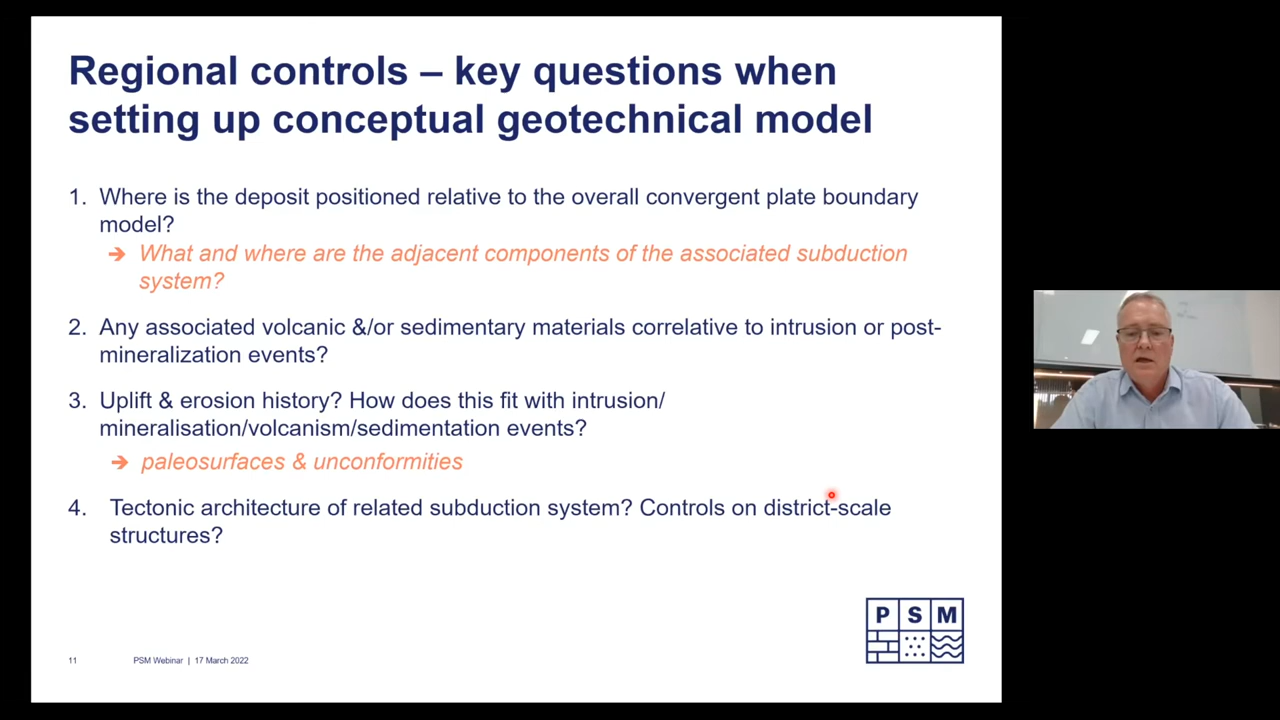 Regional controls – key questions when
setting up conceptual geotechnical model
1. Where is the deposit positioned relative to the overall convergent plate boundary
model?
➔ What and where are the adjacent components of the associated subduction
system?
2. Any associated volcanic &/or sedimentary materials correlative to intrusion or post-
mineralization events?
3. Uplift & erosion history? How does this fit with intrusion/
mineralisation/volcanism/sedimentation events?
➔ paleosurfaces & unconformities
4. Tectonic architecture of related subduction system? Controls on district-scale
structures?
P S M
11 PSM Webinar | 17 March 2022